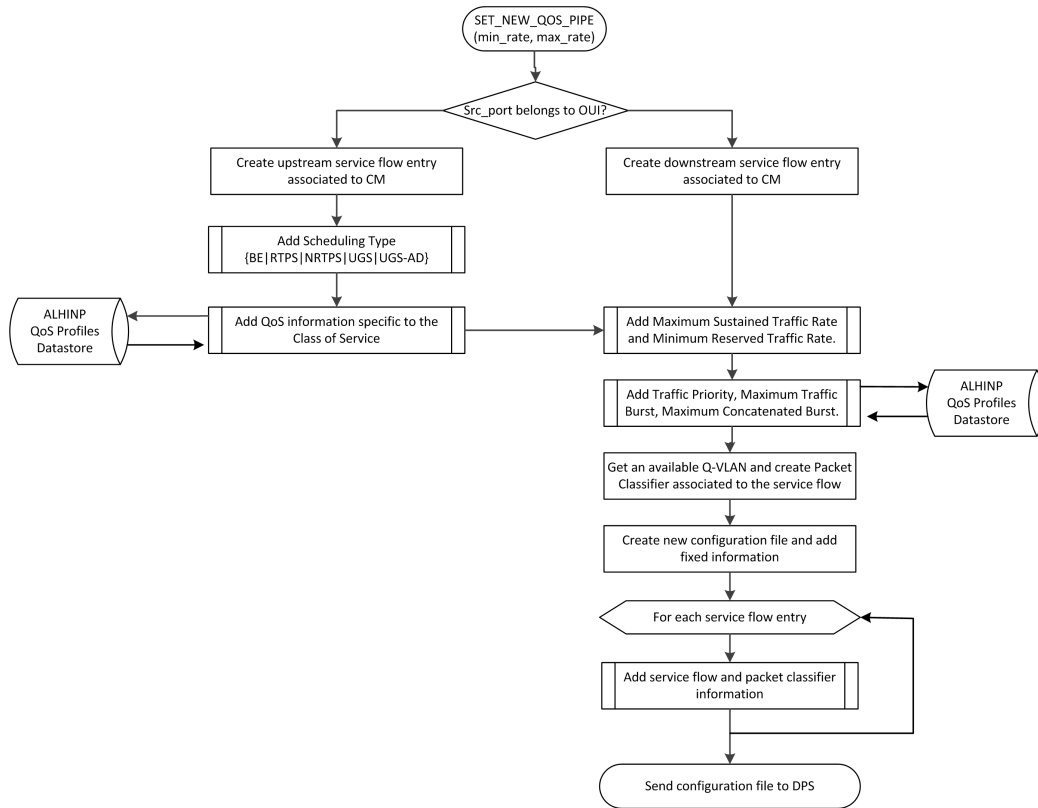 SET_NEW_QOS_PIPE
(min_rate, max_rate)
Src_port belongs to OUI?
Create upstream service flow entry
associated to CM
Create downstream service flow entry
associated to CM
Add Scheduling Type
{BE|RTPS|NRTPS|UGS|UGS-AD}
ALHINP
QoS Profiles
Datastore
Add QoS information specific to the
Class of Service
Add Maximum Sustained Traffic Rate
and Minimum Reserved Traffic Rate.
Add Traffic Priority, Maximum Traffic
Burst, Maximum Concatenated Burst.
ALHINP
QoS Profiles
Datastore
Get an available Q-VLAN and create Packet
Classifier associated to the service flow
Create new configuration file and add
fixed information
For each service flow entry
Add service flow and packet classifier
information
Send configuration file to DPS